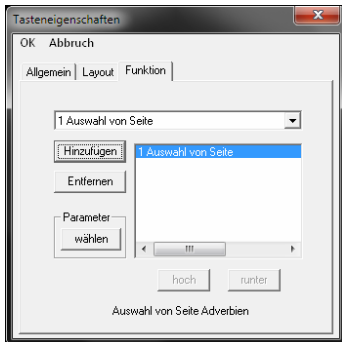 Tasteneigenschaften
OK Abbruch
Allgemein Layout Funktion
1 Auswahl von Seite
Hinzufügen
1 Auswahl von Seite
Entfernen
Parameter
wählen
hoch runter
Auswahl von Seite Adverbien